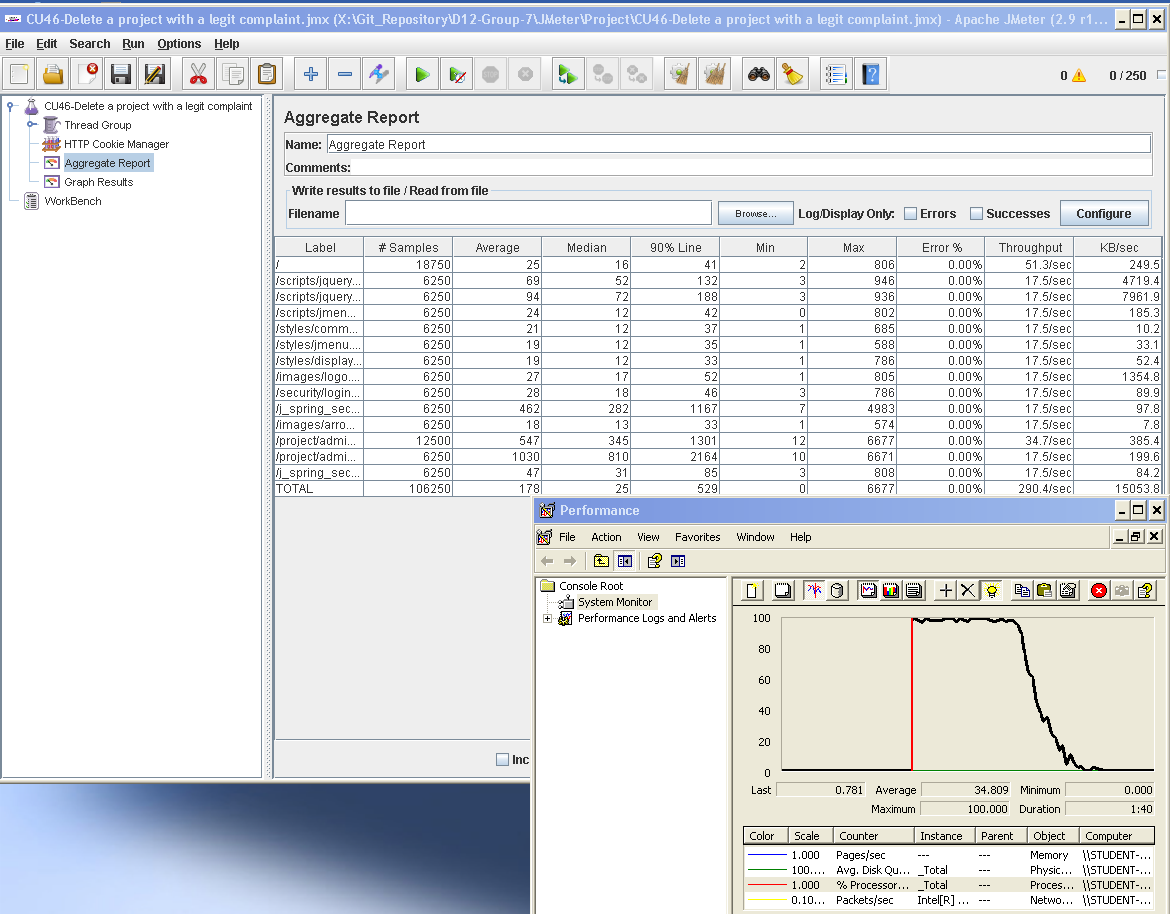 CU46-Delete a project with a legit complaint.jmx (X:\Git_Repository\D12-Group-7\JMeter\Project\CU46-Delete a project with a legit complaint.jmx) - Apache JMeter (2.9 r1...
File Edit Search Run Options Help
0 0 / 250
CU46-Delete a project with a legit complaint
Thread Group
HTTP Cookie Manager
Aggregate Report
Graph Results
WorkBench
Aggregate Report
Name: Aggregate Report
Comments:
Write results to file / Read from file
Filename Browse... Log/Display Only: Errors Successes Configure
Label # Samples Average Median 90% Line Min Max Error % Throughput KB/sec
/ 18750 25 16 41 2 806 0.00% 51.3/sec 249.5
/scripts/jquery... 6250 69 52 132 3 946 0.00% 17.5/sec 4719.4
/scripts/jquery... 6250 94 72 188 3 936 0.00% 17.5/sec 7961.9
/scripts/jmen... 6250 24 12 42 0 802 0.00% 17.5/sec 185.3
/styles/comm... 6250 21 12 37 1 685 0.00% 17.5/sec 10.2
/styles/jmenu.... 6250 19 12 35 1 588 0.00% 17.5/sec 33.1
/styles/display... 6250 19 12 33 1 786 0.00% 17.5/sec 52.4
/images/logo.... 6250 27 17 52 1 805 0.00% 17.5/sec 1354.8
/security/login... 6250 28 18 46 3 786 0.00% 17.5/sec 89.9
/j_spring_sec... 6250 462 282 1167 7 4983 0.00% 17.5/sec 97.8
/images/arro... 6250 18 13 33 1 574 0.00% 17.5/sec 7.8
/project/admi... 12500 547 345 1301 12 6677 0.00% 34.7/sec 385.4
/project/admi... 6250 1030 810 2164 10 6671 0.00% 17.5/sec 199.6
/j_spring_sec... 6250 47 31 85 3 808 0.00% 17.5/sec 84.2
TOTAL 106250 178 25 529 0 6677 0.00% 290.4/sec 15053.8
Inc
Performance
File Action View Favorites Window Help
Console Root
System Monitor
Performance Logs and Alerts
100
80
60
40
20
0
Last 0.781 Average 34.809 Minimum 0.000
Maximum 100.000 Duration 1:40
Color Scale Counter Instance Parent Object Computer
1.000 Pages/sec --- --- Memory \\STUDENT-...
100.... Avg. Disk Qu... _Total --- Physic... \\STUDENT-...
1.000 % Processor... _Total --- Proces... \\STUDENT-...
0.10... Packets/sec Intel[R] ... --- Netwo... \\STUDENT-...